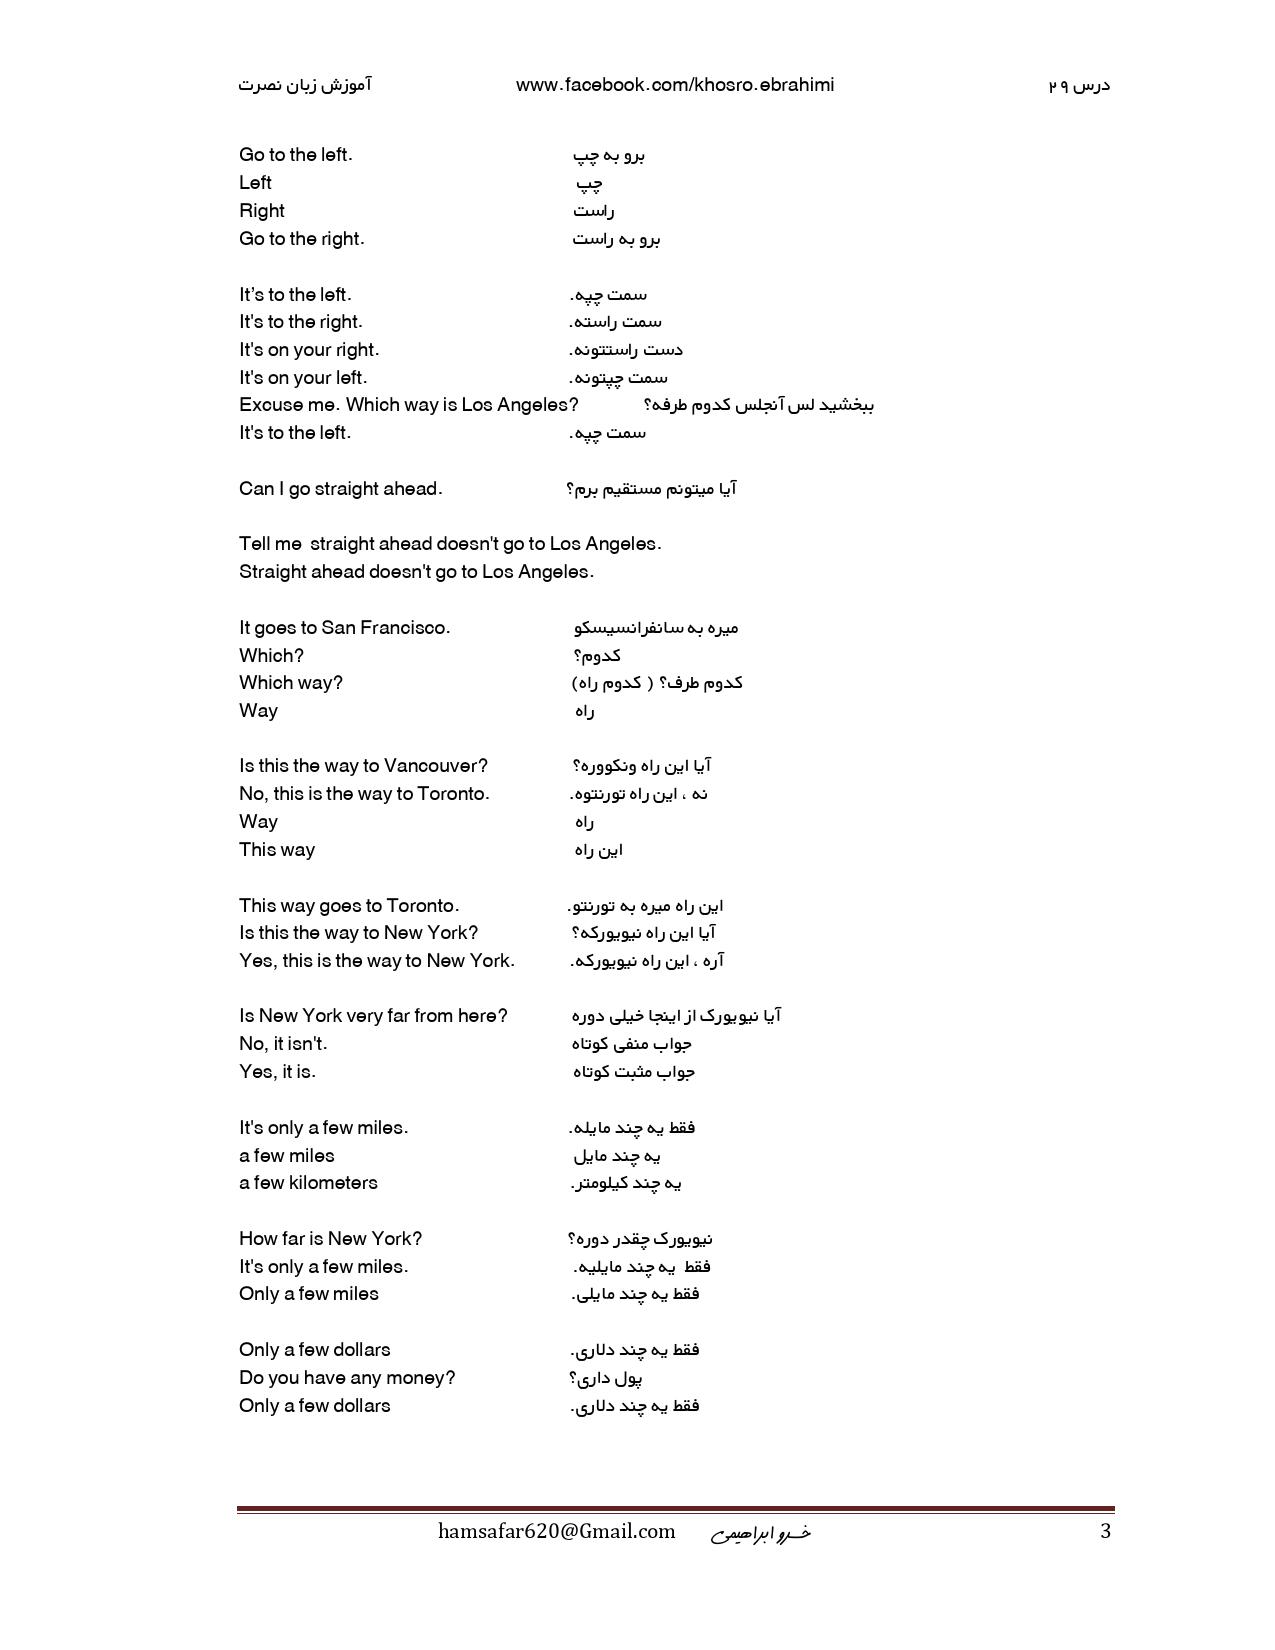 آموزش زبان نصرت www.facebook.com/khosro.ebrahimi درس ۲۹
Go to the left. برو به چپ
Left چپ
Right راست
Go to the right. برو به راست
It’s to the left. سمت چپه.
It's to the right. سمت راسته.
It's on your right. دست راستتونه.
It's on your left. سمت چپتونه.
Excuse me. Which way is Los Angeles? ببخشید لس آنجلس کدوم طرفه؟
It's to the left. سمت چپه.
Can I go straight ahead. آیا میتونم مستقیم برم؟
Tell me  straight ahead doesn't go to Los Angeles.
Straight ahead doesn't go to Los Angeles.
It goes to San Francisco. میره به سانفرانسیسکو
Which? کدوم؟
Which way? کدوم طرف؟ ( کدوم راه)
Way راه
Is this the way to Vancouver? آیا این راه ونکووره؟
No, this is the way to Toronto. نه ، این راه تورنتوه.
Way راه
This way این راه
This way goes to Toronto. این راه میره به تورنتو.
Is this the way to New York? آیا این راه نیویورکه؟
Yes, this is the way to New York. آره ، این راه نیویورکه.
Is New York very far from here? آیا نیویورک از اینجا خیلی دوره
No, it isn't. جواب منفی کوتاه
Yes, it is. جواب مثبت کوتاه
It's only a few miles. فقط یه چند مایله.
a few miles یه چند مایل
a few kilometers یه چند کیلومتر.
How far is New York? نیویورک چقدر دوره؟
It's only a few miles. فقط  یه چند مایلیه.
Only a few miles فقط یه چند مایلی.
Only a few dollars فقط یه چند دلاری.
Do you have any money? پول داری؟
Only a few dollars فقط یه چند دلاری.
hamsafar620@Gmail.com خسرو ابراهیمی 3